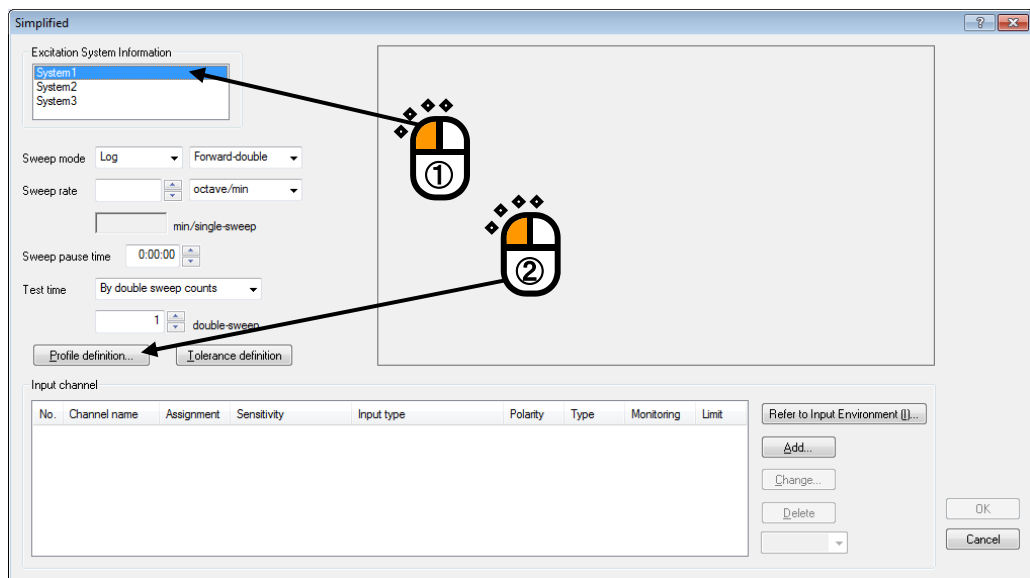 Simplified
Excitation System Information
System1
System2
System3
Sweep mode Log Forward-double
Sweep rate octave/min
min/single-sweep
Sweep pause time 0:00:00
Test time By double sweep counts
1 double-sweep
Profile definition... Tolerance definition
①
②
Input channel
No. Channel name Assignment Sensitivity Input type Polarity Type Monitoring Limit
Refer to Input Environment (I)...
Add...
Change...
Delete
OK
Cancel